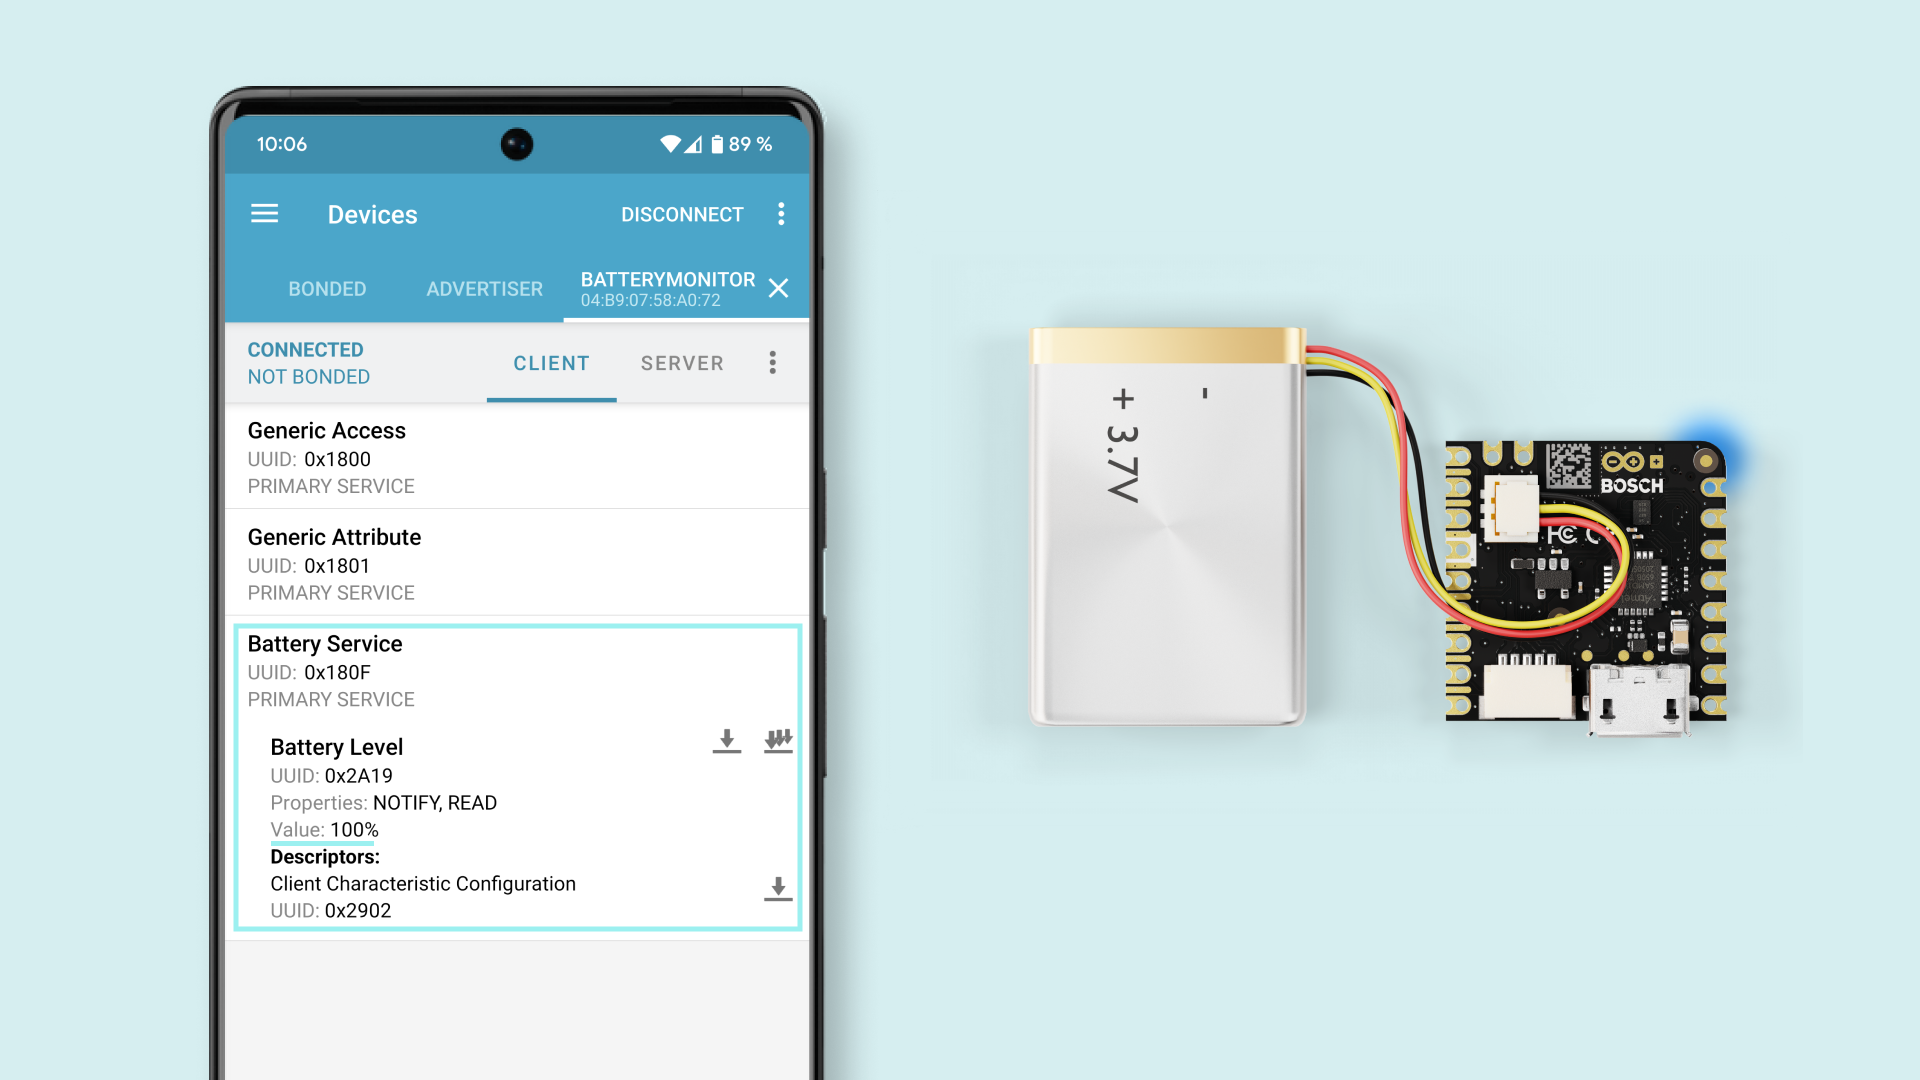 10:06
89 %
Devices
DISCONNECT
BONDED
ADVERTISER
BATTERYMONITOR
04:B9:07:58:A0:72
CONNECTED
NOT BONDED
CLIENT
SERVER
Generic Access
UUID: 0x1800
PRIMARY SERVICE
Generic Attribute
UUID: 0x1801
PRIMARY SERVICE
Battery Service
UUID: 0x180F
PRIMARY SERVICE
Battery Level
UUID: 0x2A19
Properties: NOTIFY, READ
Value: 100%
Descriptors:
Client Characteristic Configuration
UUID: 0x2902
+ 3.7V -
BOSCH
FC
Atmel